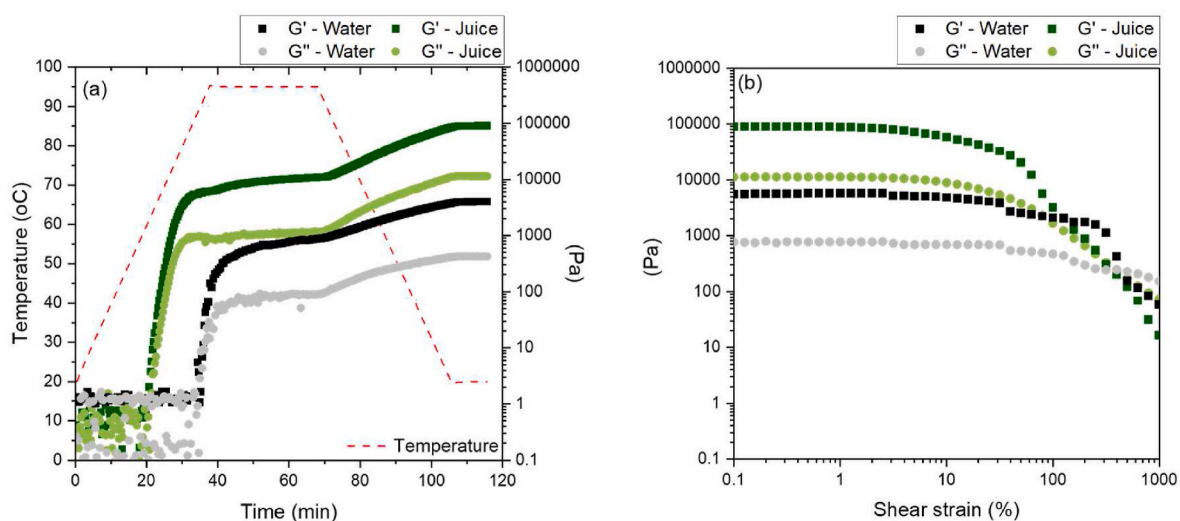 G' - Water G' - Juice
G" - Water G" - Juice
(a)
Temperature (oC)
100
90
80
70
60
50
40
30
20
10
0
1000000
100000
10000
1000
100
10
1
0.1
(Pa)
Temperature
0 20 40 60 80 100 120
Time (min)
G' - Water G' - Juice
G" - Water G" - Juice
(b)
(Pa)
1000000
100000
10000
1000
100
10
1
0.1
0.1 1 10 100 1000
Shear strain (%)